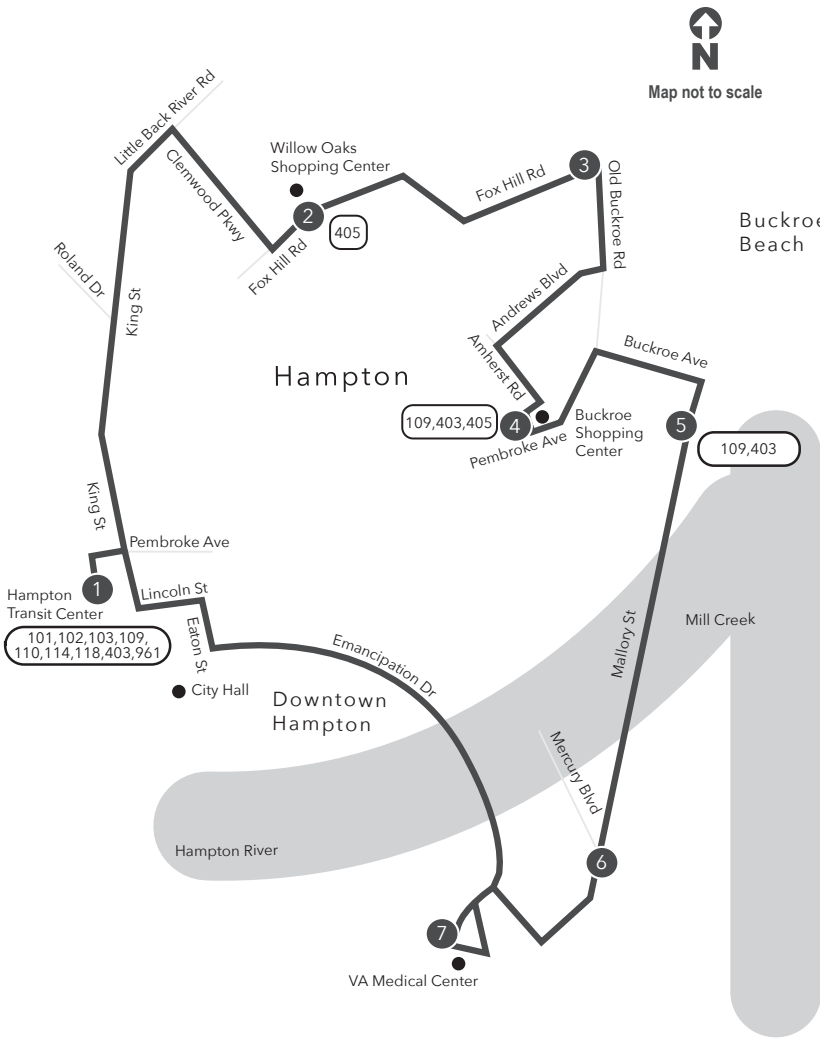 N
Map not to scale
Little Back River Rd
Willow Oaks
Shopping Center
Clemwood Pkwy
3
Fox Hill Rd
Old Buckroe Rd
2
405
Buckroe
Beach
Fox Hill Rd
Roland Dr
King St
Andrews Blvd
Amherst Rd
Buckroe Ave
Hampton
109,403,405
4
Buckroe
Shopping
Center
Pembroke Ave
5
109,403
King St
Pembroke Ave
1
Hampton
Transit Center
101,102,103,109,
110,114,118,403,961
Lincoln St
Eaton St
Emancipation Dr
Mallory St
Mill Creek
City Hall
Downtown
Hampton
Mercury Blvd
Hampton River
6
7
VA Medical Center